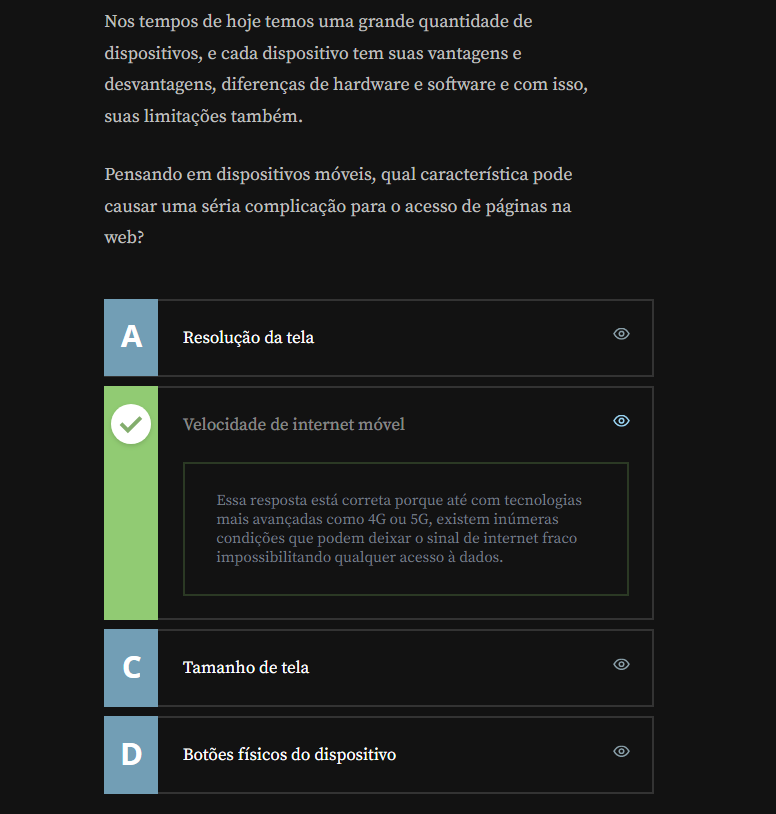 Nos tempos de hoje temos uma grande quantidade de
dispositivos, e cada dispositivo tem suas vantagens e
desvantagens, diferenças de hardware e software e com isso,
suas limitações também.
Pensando em dispositivos móveis, qual característica pode
causar uma séria complicação para o acesso de páginas na
web?
A Resolução da tela
Velocidade de internet móvel
Essa resposta está correta porque até com tecnologias
mais avançadas como 4G ou 5G, existem inúmeras
condições que podem deixar o sinal de internet fraco
impossibilitando qualquer acesso à dados.
C Tamanho de tela
D Botões físicos do dispositivo